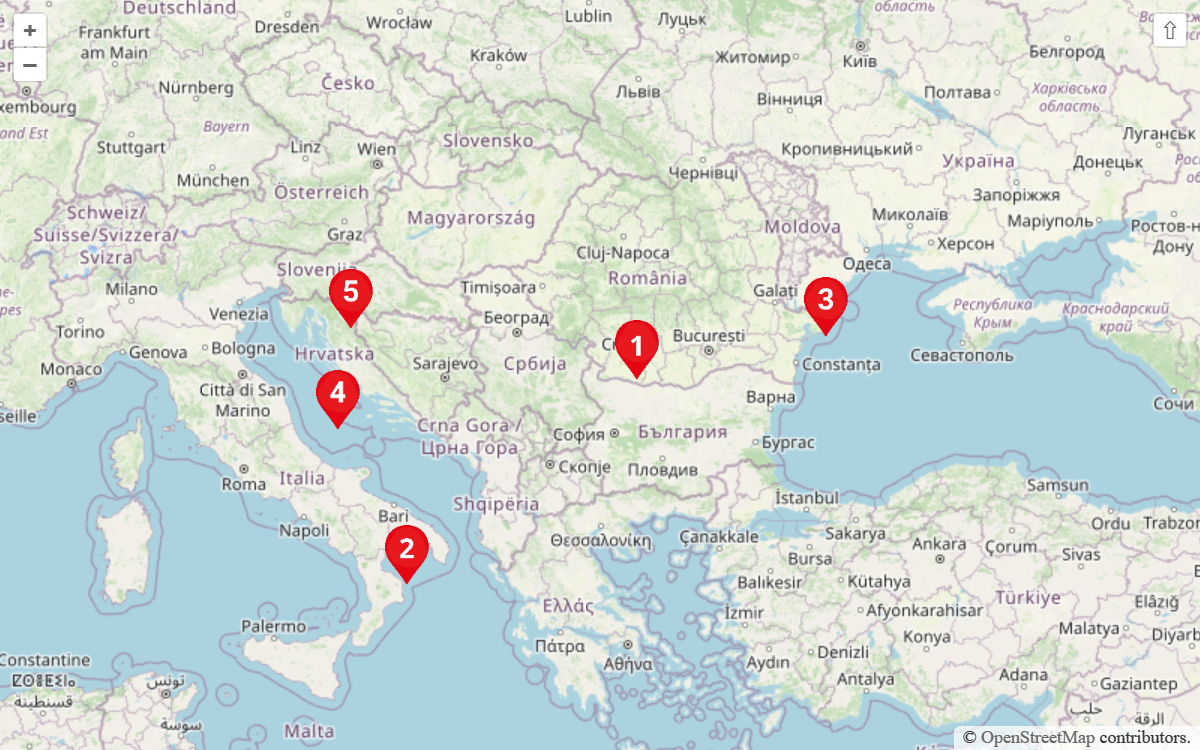 Deutschland
Frankfurt
am Main
Dresden
Wrocław
Lublin
Луцьк
область
Київ
Белгород
Житомир
Kraków
Česko
Nürnberg
Львів
Вінниця
Полтава
Харківська
область
Луганськ
Bayern
Stuttgart
Linz
Wien
Slovensko
Кропивницький
Україна
Донецьк
München
Österreich
Чернівці
Запоріжжя
Schweiz/
Suisse/Svizzera/
Svizra
Graz
Magyarország
Moldova
Миколаїв
Маріуполь
Ростов-н
Дону
Херсон
Cluj-Napoca
România
Одеса
Slovenija
Milano
Timișoara
Galați
Республика
Крым
Краснодарский
край
Venezia
5
3
Београд
București
Torino
Genova
Bologna
Hrvatska
1
Monaco
Sarajevo
Србија
Constanța
Севастополь
Città di San
Marino
4
Варна
Сочи
Crna Gora /
Црна Гора
София
България
Бургас
Скопје
Пловдив
Roma
Italia
Samsun
Shqipëria
İstanbul
Bari
Napoli
Ordu
Trabzon
Θεσσαλονίκη
Çanakkale
Sakarya
Ankara
Çorum
Sivas
2
Bursa
Balıkesir
Kütahya
Ελλάς
İzmir
Afyonkarahisar
Türkiye
Elâzığ
Palermo
Πάτρα
Αθήνα
Konya
Malatya
Diyarb
Constantine
ⵇⵙⴻⵏⵟⵉⵏⴰ
قسنطينة
تونس
Aydın
Denizli
Antalya
Adana
Gaziantep
سوسة
Malta
حلب
الرقة
© OpenStreetMap contributors.